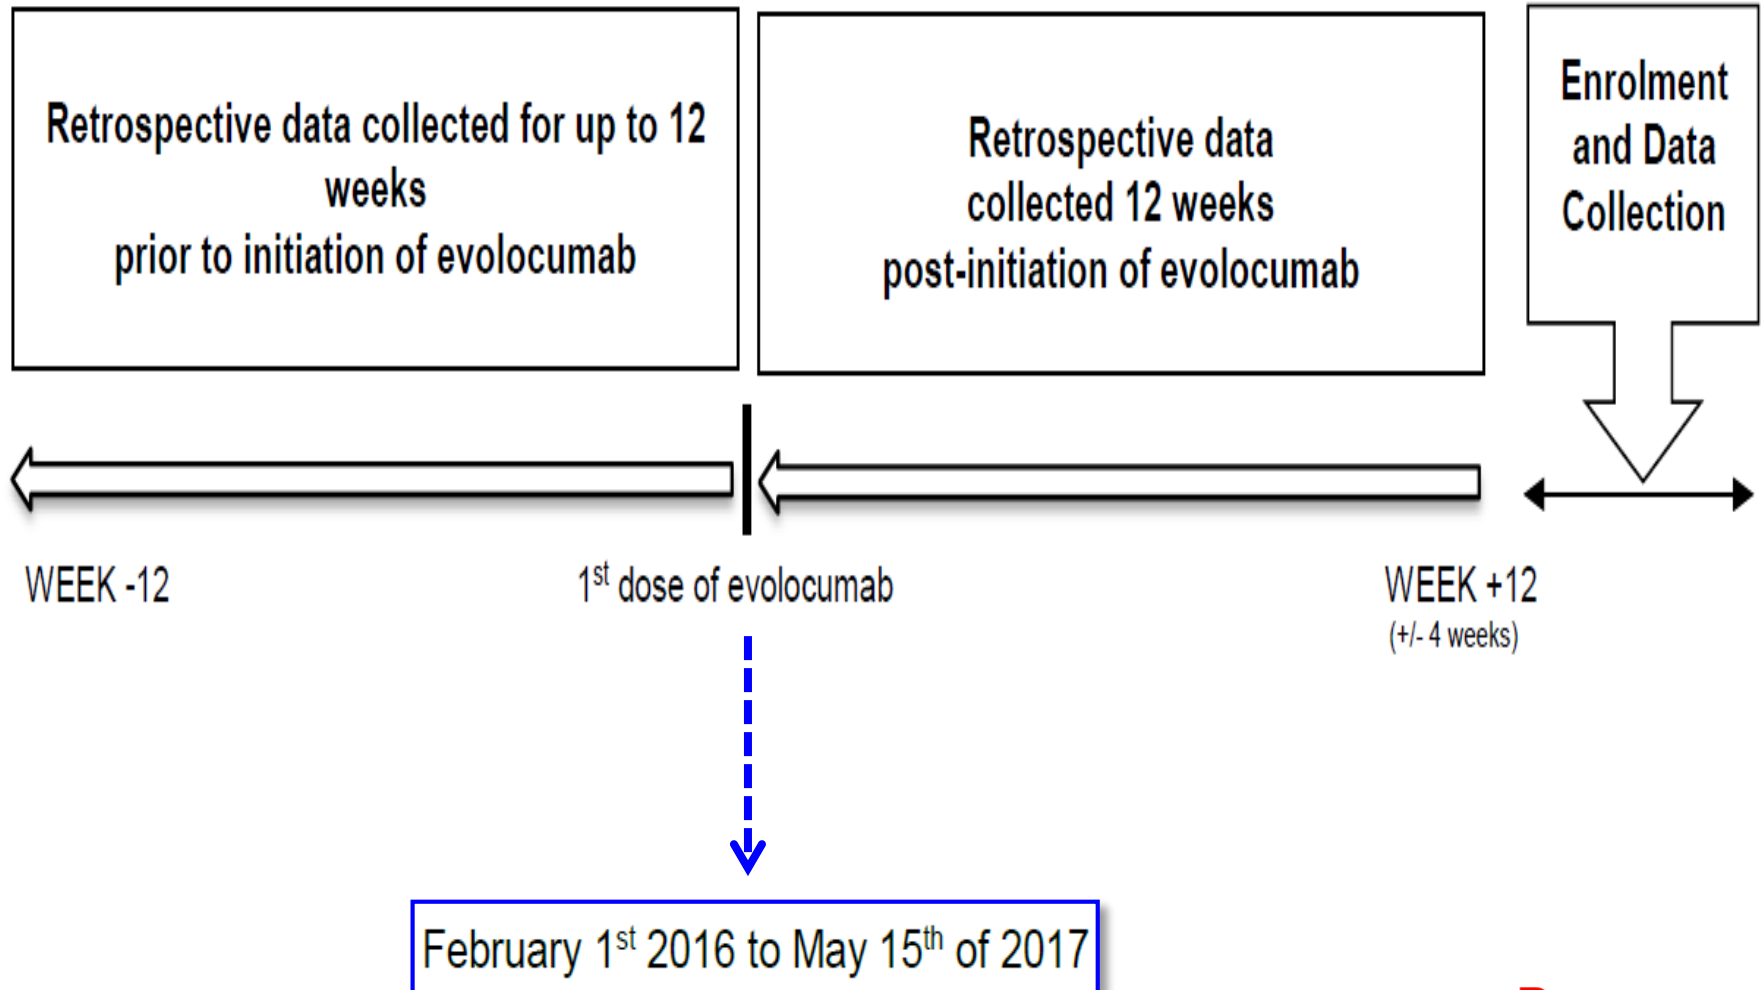 Retrospective data collected for up to 12
weeks
prior to initiation of evolocumab
Retrospective data
collected 12 weeks
post-initiation of evolocumab
Enrolment
and Data
Collection
WEEK -12
1st dose of evolocumab
WEEK +12
(+/- 4 weeks)
February 1st 2016 to May 15th of 2017